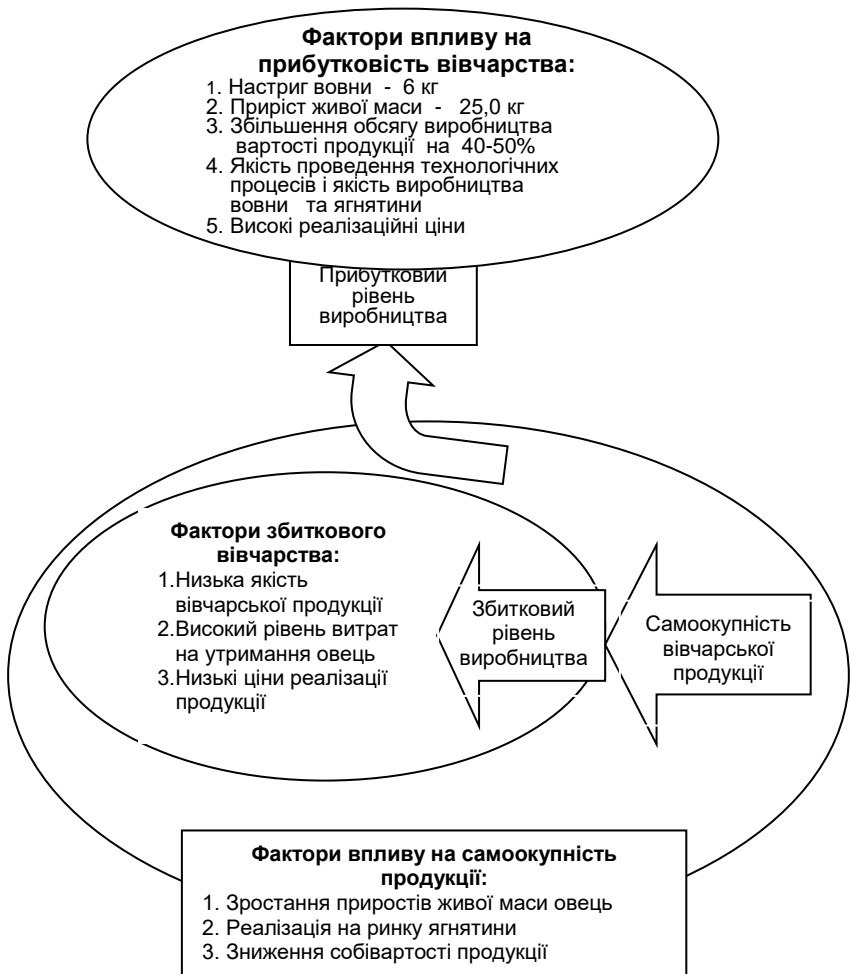 Фактори впливу на
прибутковість вівчарства:
1. Настриг вовни - 6 кг
2. Приріст живої маси - 25,0 кг
3. Збільшення обсягу виробництва
вартості продукції на 40-50%
4. Якість проведення технологічних
процесів і якість виробництва
вовни та ягнятини
5. Високі реалізаційні ціни
Прибутковий
рівень
виробництва
Фактори збиткового
вівчарства:
1.Низька якість
вівчарської продукції
2.Високий рівень витрат
на утримання овець
3.Низькі ціни реалізації
продукції
Збитковий
рівень
виробництва
Самоокупність
вівчарської
продукції
Фактори впливу на самоокупність
продукції:
1. Зростання приростів живої маси овець
2. Реалізація на ринку ягнятини
3. Зниження собівартості продукції